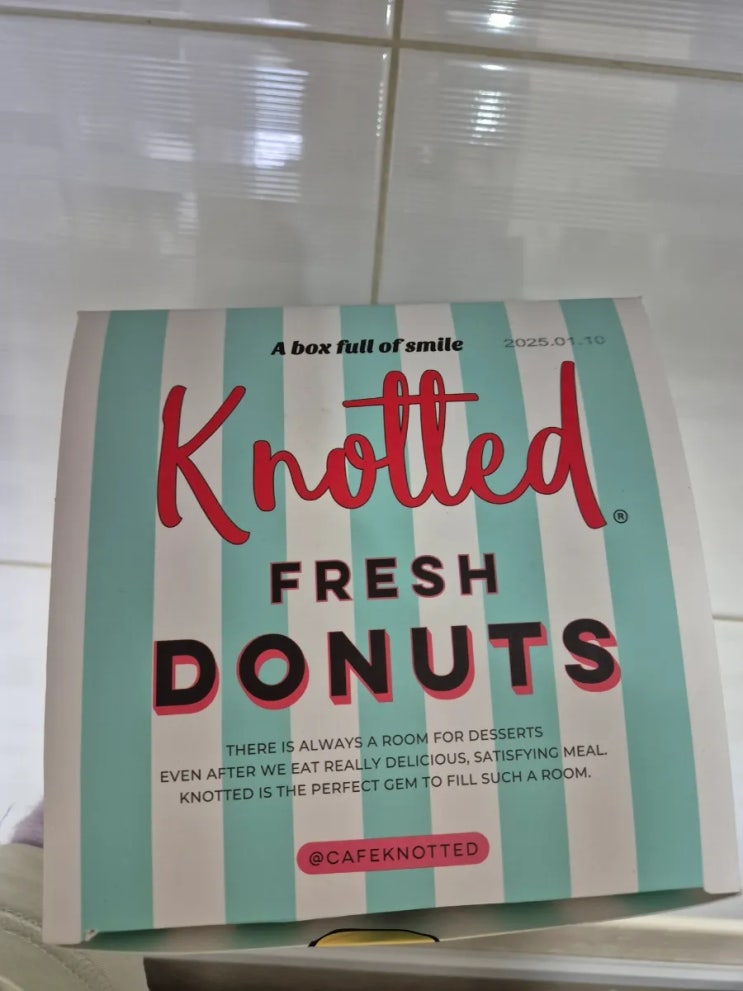 A box full of smile
2025.01.10
Knotted®
FRESH
DONUTS
THERE IS ALWAYS A ROOM FOR DESSERTS
EVEN AFTER WE EAT REALLY DELICIOUS, SATISFYING MEAL.
KNOTTED IS THE PERFECT GEM TO FILL SUCH A ROOM.
@CAFEKNOTTED